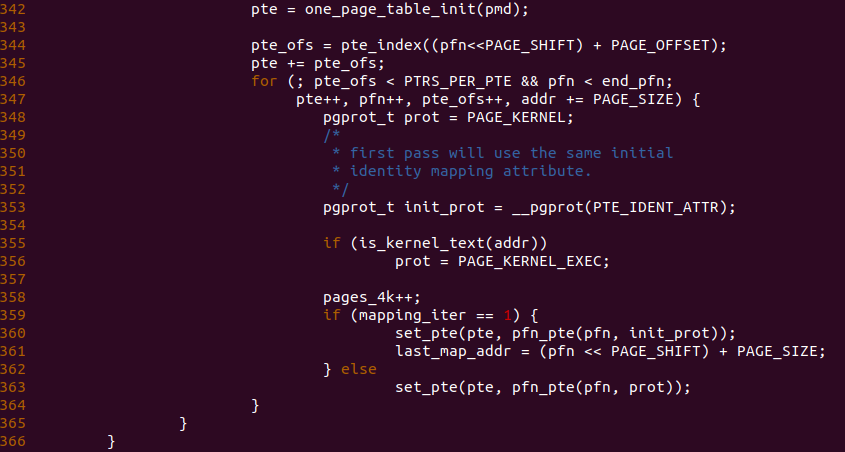 342                         pte = one_page_table_init(pmd);
343
344                         pte_ofs = pte_index((pfn<<PAGE_SHIFT) + PAGE_OFFSET);
345                         pte += pte_ofs;
346                         for (; pte_ofs < PTRS_PER_PTE && pfn < end_pfn;
347                              pte++, pfn++, pte_ofs++, addr += PAGE_SIZE) {
348                                 pgprot_t prot = PAGE_KERNEL;
349                                 /*
350                                  * first pass will use the same initial
351                                  * identity mapping attribute.
352                                  */
353                                 pgprot_t init_prot = __pgprot(PTE_IDENT_ATTR);
354
355                                 if (is_kernel_text(addr))
356                                         prot = PAGE_KERNEL_EXEC;
357
358                                 pages_4k++;
359                                 if (mapping_iter == 1) {
360                                         set_pte(pte, pfn_pte(pfn, init_prot));
361                                         last_map_addr = (pfn << PAGE_SHIFT) + PAGE_SIZE;
362                                 } else
363                                         set_pte(pte, pfn_pte(pfn, prot));
364                         }
365                 }
366         }